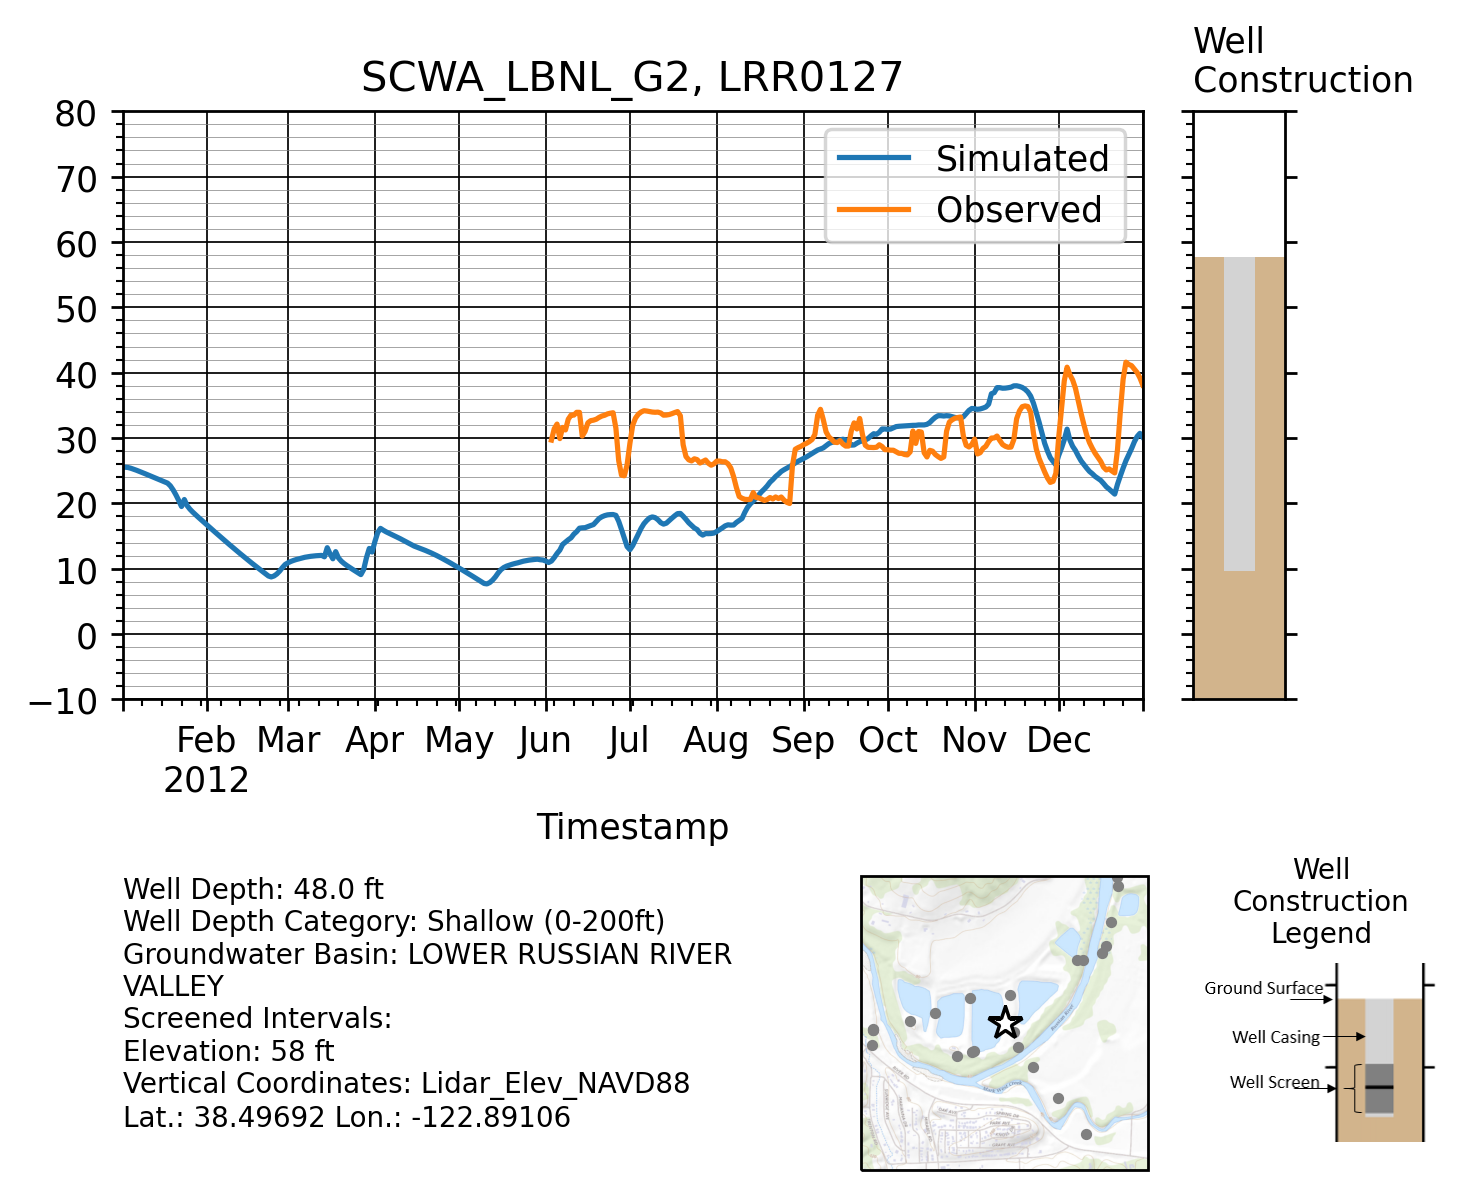 Well
Construction
SCWA_LBNL_G2, LRR0127
80
70
60
50
40
30
20
10
0
−10
Simulated
Observed
Feb Mar Apr May Jun Jul Aug Sep Oct Nov Dec
2012
Timestamp
Well Depth: 48.0 ft
Well Depth Category: Shallow (0-200ft)
Groundwater Basin: LOWER RUSSIAN RIVER
VALLEY
Screened Intervals:
Elevation: 58 ft
Vertical Coordinates: Lidar_Elev_NAVD88
Lat.: 38.49692 Lon.: -122.89106
Well
Construction
Legend
Ground Surface
Well Casing
Well Screen